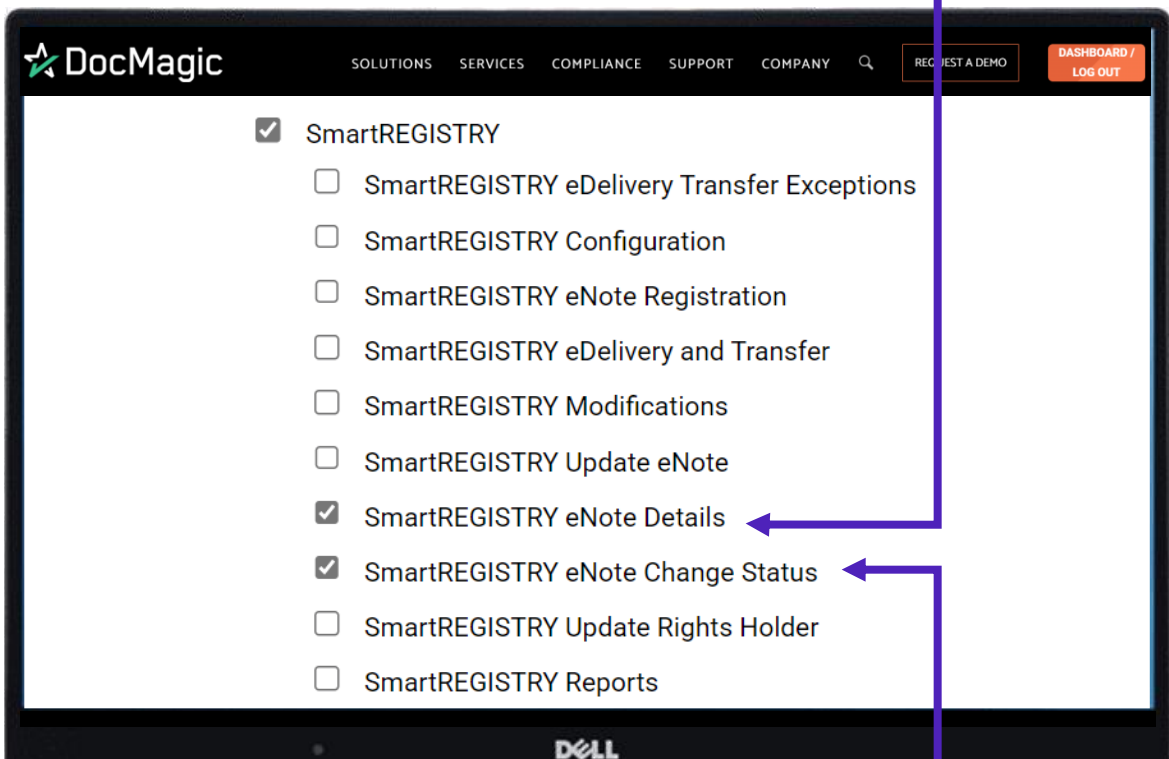 DocMagic SOLUTIONS SERVICES COMPLIANCE SUPPORT COMPANY REQUEST A DEMO DASHBOARD /
LOG OUT
SmartREGISTRY
SmartREGISTRY eDelivery Transfer Exceptions
SmartREGISTRY Configuration
SmartREGISTRY eNote Registration
SmartREGISTRY eDelivery and Transfer
SmartREGISTRY Modifications
SmartREGISTRY Update eNote
SmartREGISTRY eNote Details
SmartREGISTRY eNote Change Status
SmartREGISTRY Update Rights Holder
SmartREGISTRY Reports
DELL